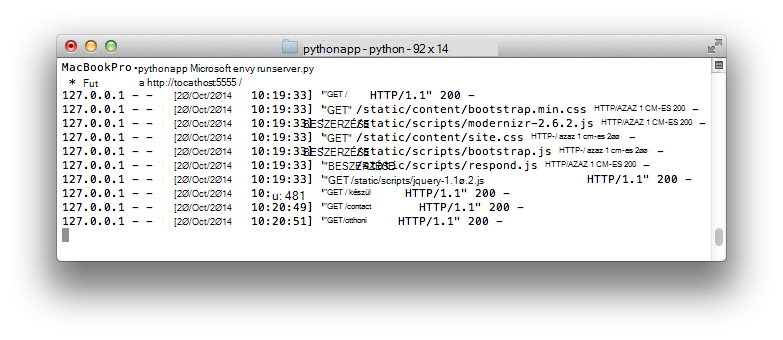 pythonapp - python - 92 x 14
MacBookPro•pythonapp Microsoft envy runserver.py
* Fut a http://tocathost:5555 /
127.0.0.1 - - [2Ø/Oct/2Ø14 10:19:33] "GET / HTTP/1.1" 200 -
127.0.0.1 - - [2Ø/Oct/2Ø14 10:19:33] "GET" /static/content/bootstrap.min.css HTTP/AZAZ 1 CM-ES 200 -
127.0.0.1 - - [2Ø/Oct/2Ø14 10:19:33] BESZERZÉSE /static/scripts/modernizr-2.6.2.js HTTP/AZAZ 1 CM-ES 200 -
127.0.0.1 - - [2Ø/Oct/2Ø14 10:19:33] "GET" /static/content/site.css HTTP-/ azaz 1 cm-es 2øø -
127.0.0.1 - - [2Ø/Oct/2Ø14 10:19:33] BESZERZÉSE /static/scripts/bootstrap.js HTTP-/ azaz 1 cm-es 2øø -
127.0.0.1 - - [2Ø/Oct/2Ø14 10:19:33] "BESZERZÉSE /static/scripts/respond.js HTTP/AZAZ 1 CM-ES 200 -
127.0.0.1 - - [2Ø/Oct/2Ø14 10:19:33] "GET /static/scripts/jquery-1.1ø.2.js HTTP/1.1" 200 -
127.0.0.1 - - [2Ø/Oct/2Ø14 10: u: 481 "GET / készül HTTP/1.1" 200 -
127.0.0.1 - - [2Ø/Oct/2Ø14 10:20:49] "GET /contact HTTP/1.1" 200 -
127.0.0.1 - - [2Ø/Oct/2Ø14 10:20:51] "GET/otthoni HTTP/1.1" 200 -